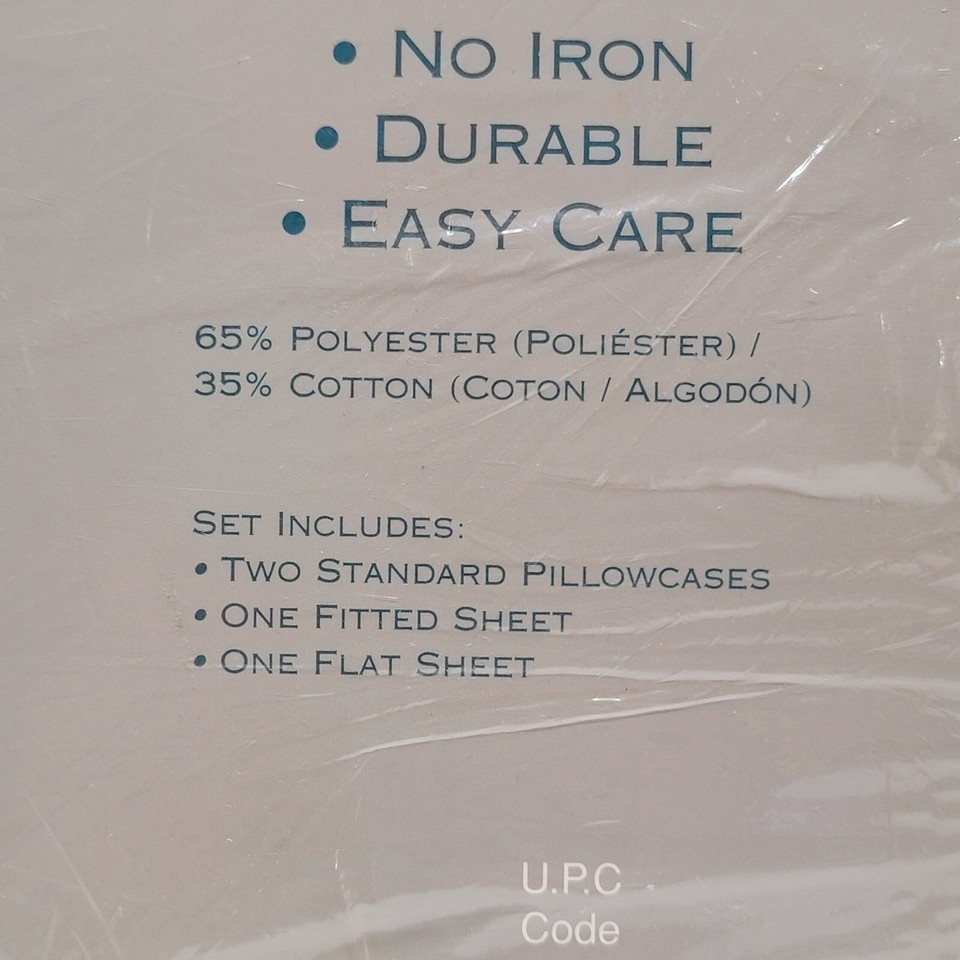 • No Iron
• Durable
• Easy Care
65% Polyester (Poliéster) /
35% Cotton (Coton / Algodón)
Set Includes:
• Two Standard Pillowcases
• One Fitted Sheet
• One Flat Sheet
U.P.C
Code